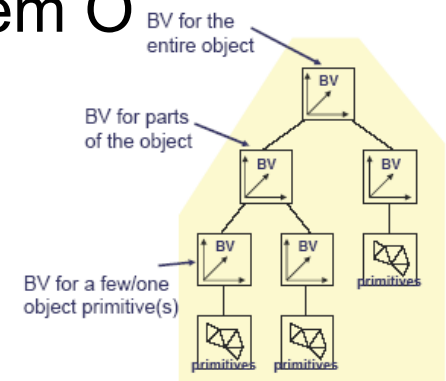 em O
BV for the
entire object
BV
BV for parts
of the object
BV
BV
BV
BV
BV for a few/one
object primitive(s)
primitives
primitives
primitives